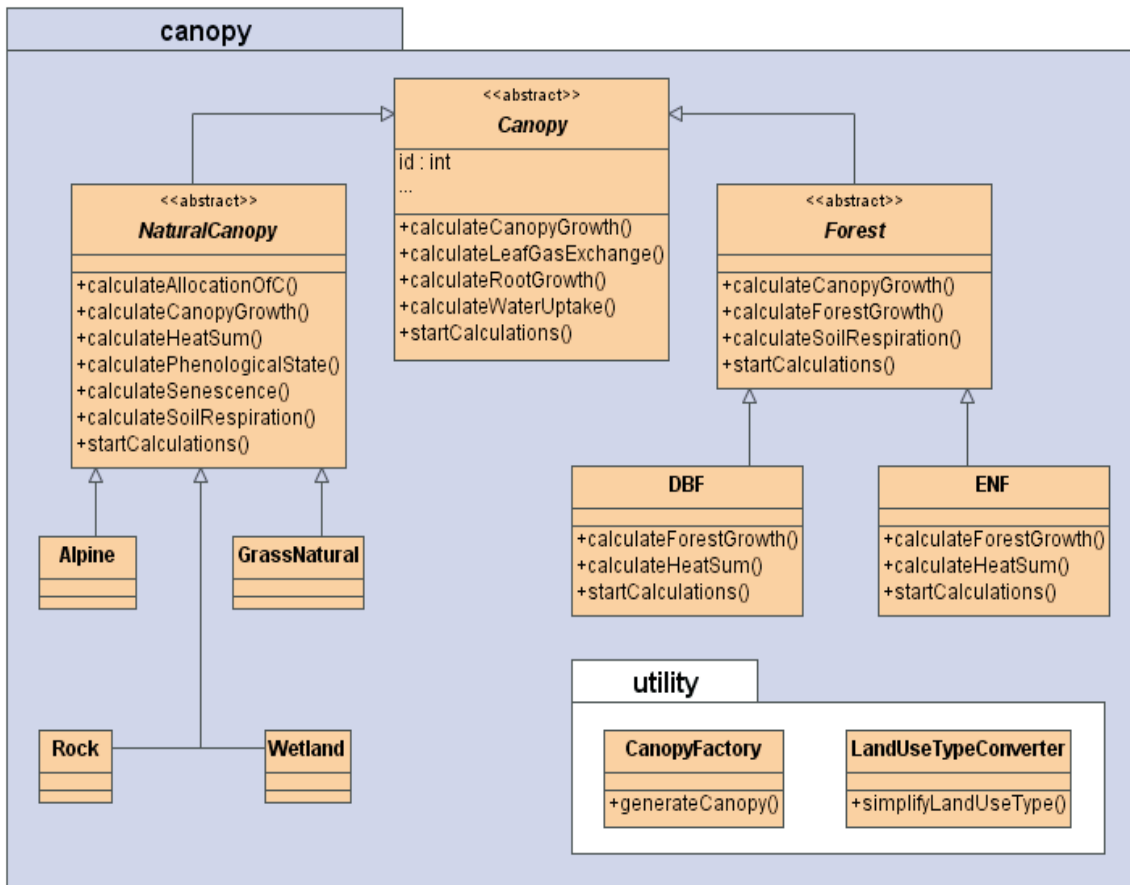 canopy
<<abstract>>
Canopy
id : int
...
+calculateCanopyGrowth()
+calculateLeafGasExchange()
+calculateRootGrowth()
+calculateWaterUptake()
+startCalculations()
<<abstract>>
NaturalCanopy
+calculateAllocationOfC()
+calculateCanopyGrowth()
+calculateHeatSum()
+calculatePhenologicalState()
+calculateSenescence()
+calculateSoilRespiration()
+startCalculations()
<<abstract>>
Forest
+calculateCanopyGrowth()
+calculateForestGrowth()
+calculateSoilRespiration()
+startCalculations()
Alpine
GrassNatural
DBF
+calculateForestGrowth()
+calculateHeatSum()
+startCalculations()
ENF
+calculateForestGrowth()
+calculateHeatSum()
+startCalculations()
Rock
Wetland
utility
CanopyFactory
+generateCanopy()
LandUseTypeConverter
+simplifyLandUseType()